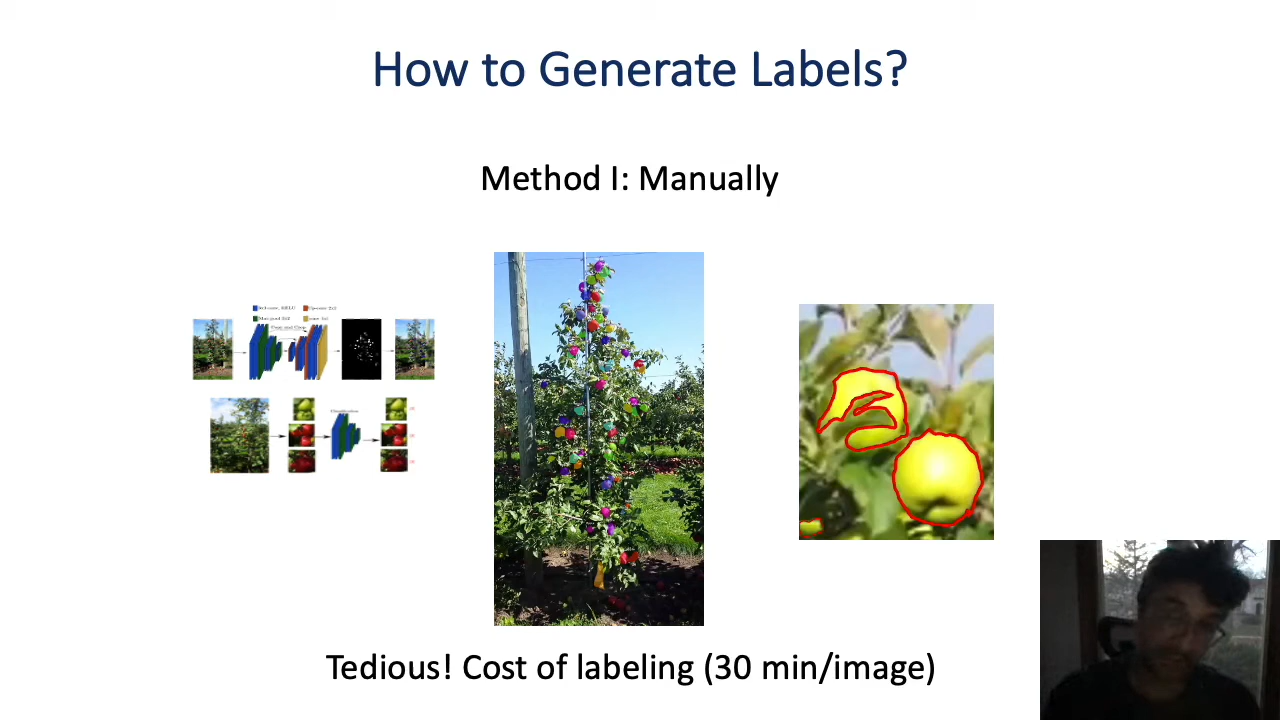 How to Generate Labels?
Method I: Manually
Tedious! Cost of labeling (30 min/image)